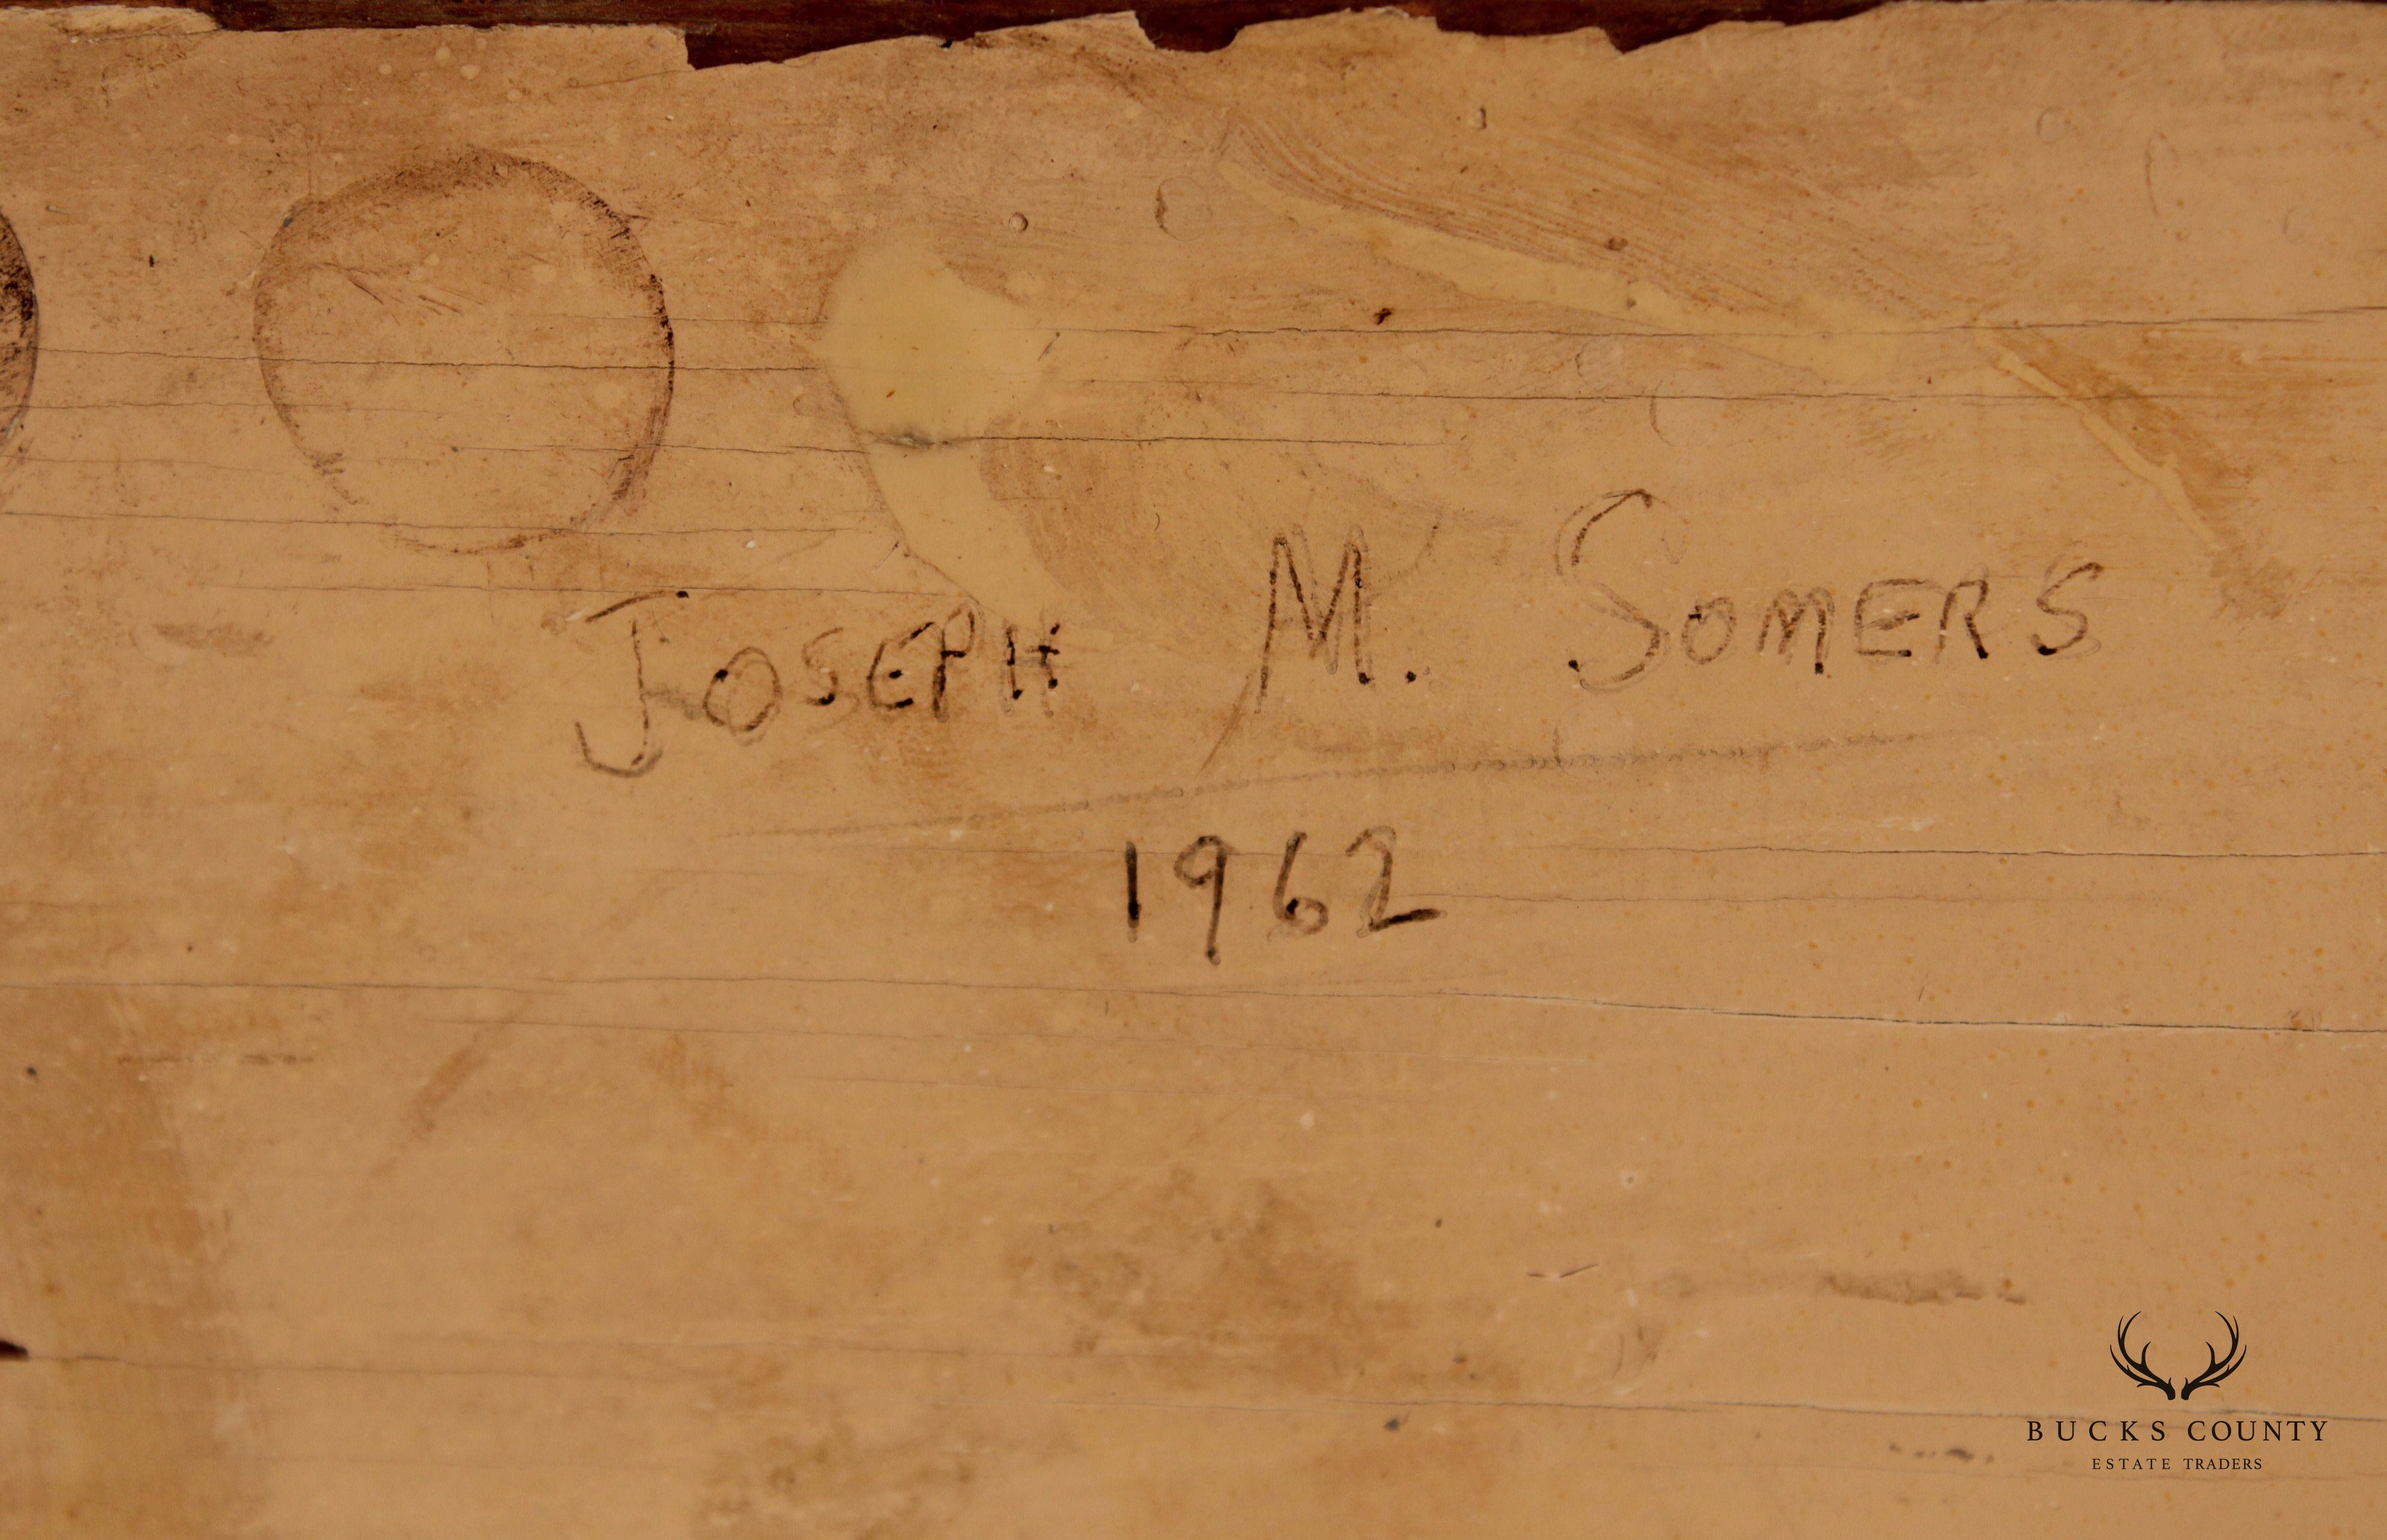 JOSEPH M. SOMERS
1962
BUCKS COUNTY
ESTATE TRADERS